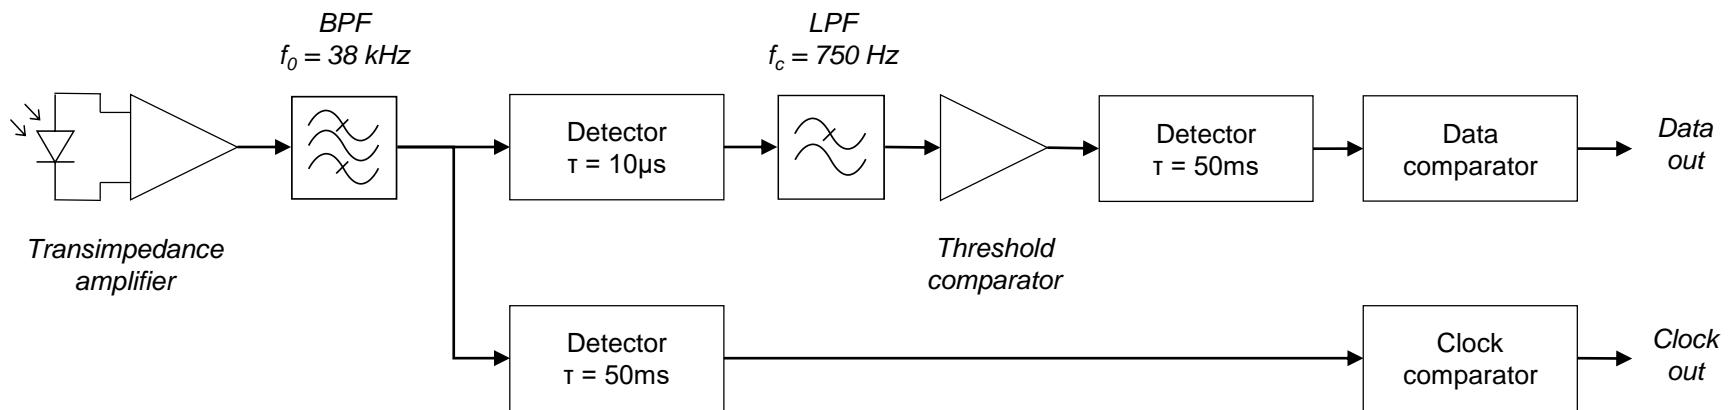 BPF
f0 = 38 kHz
LPF
fc = 750 Hz
Detector
τ = 10µs
Detector
τ = 50ms
Data
comparator
Data
out
Transimpedance
amplifier
Threshold
comparator
Detector
τ = 50ms
Clock
comparator
Clock
out